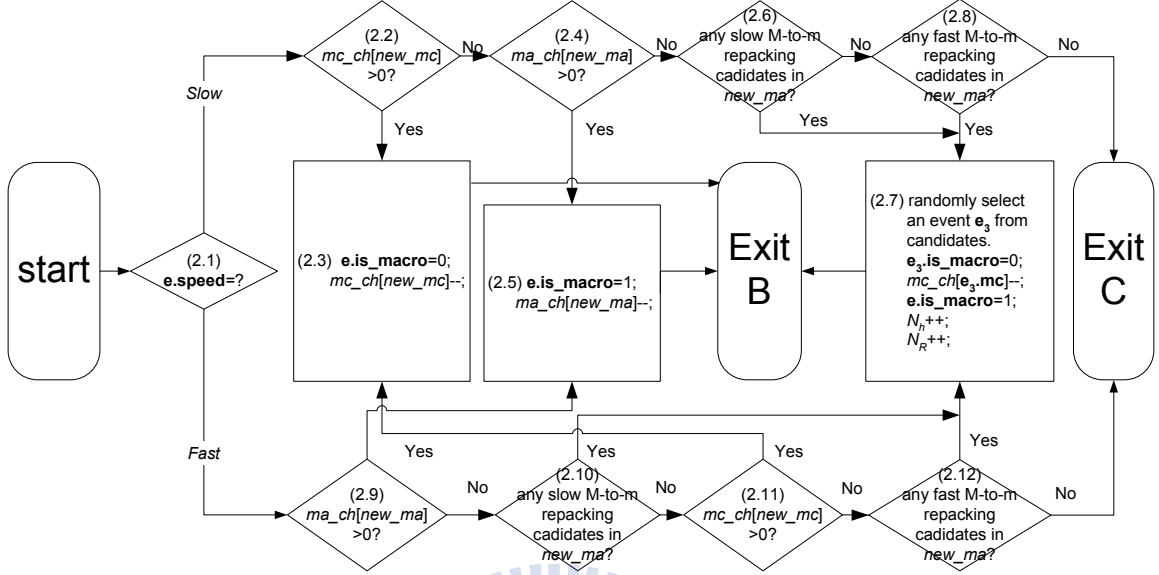 (2.2)
mc_ch[new_mc]
>0?
No
(2.4)
ma_ch[new_ma]
>0?
No
(2.6)
any slow M-to-m
repacking
cadidates in
new_ma?
No
(2.8)
any fast M-to-m
repacking
cadidates in
new_ma?
No
Slow
Yes
Yes
Yes
Yes
start
(2.1)
e.speed=?
(2.3) e.is_macro=0;
mc_ch[new_mc]--;
(2.5) e.is_macro=1;
ma_ch[new_ma]--;
Exit
B
(2.7) randomly select
an event e3 from
candidates.
e3.is_macro=0;
mc_ch[e3.mc]--;
e.is_macro=1;
Nh++;
NR++;
Exit
C
Fast
Yes
Yes
Yes
Yes
(2.9)
ma_ch[new_ma]
>0?
No
(2.10)
any slow M-to-m
repacking
cadidates in
new_ma?
No
(2.11)
mc_ch[new_mc]
>0?
No
(2.12)
any fast M-to-m
repacking
cadidates in
new_ma?
No